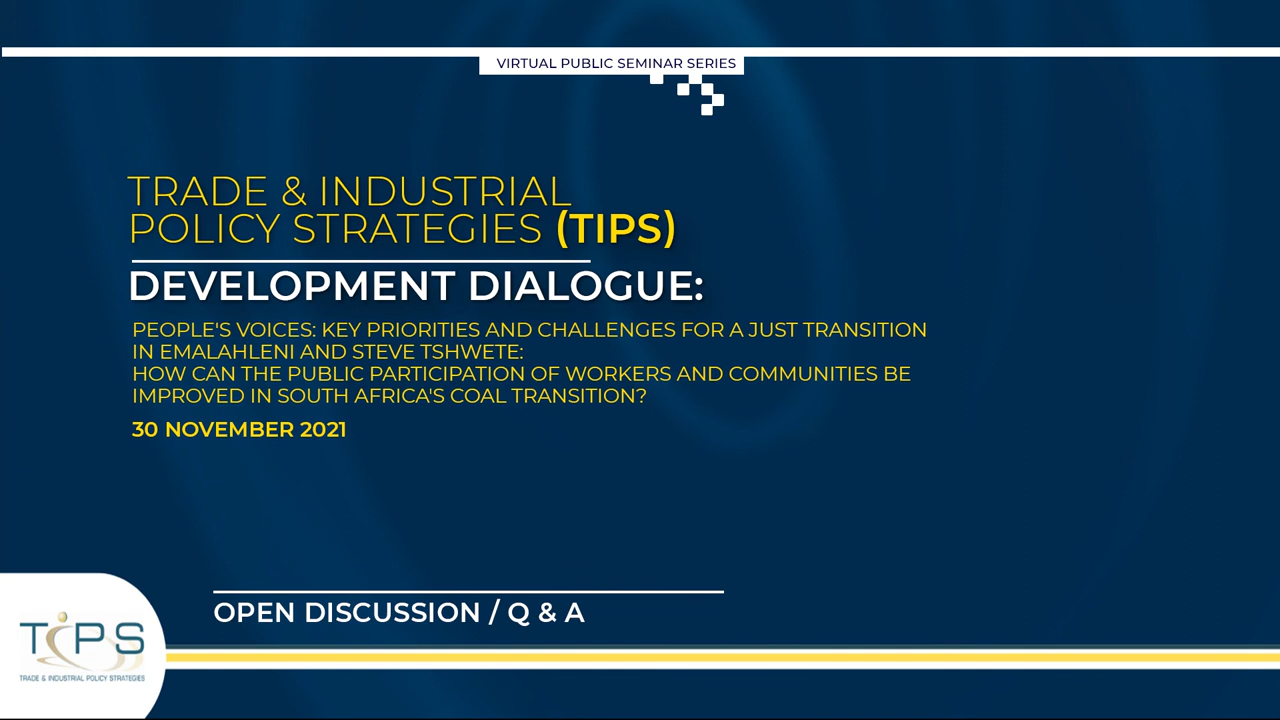 VIRTUAL PUBLIC SEMINAR SERIES
TRADE & INDUSTRIAL
POLICY STRATEGIES (TIPS)
DEVELOPMENT DIALOGUE:
PEOPLE'S VOICES: KEY PRIORITIES AND CHALLENGES FOR A JUST TRANSITION
IN EMALAHLENI AND STEVE TSHWETE:
HOW CAN THE PUBLIC PARTICIPATION OF WORKERS AND COMMUNITIES BE
IMPROVED IN SOUTH AFRICA'S COAL TRANSITION?
30 NOVEMBER 2021
OPEN DISCUSSION / Q & A
TiPS
TRADE & INDUSTRIAL POLICY STRATEGIES